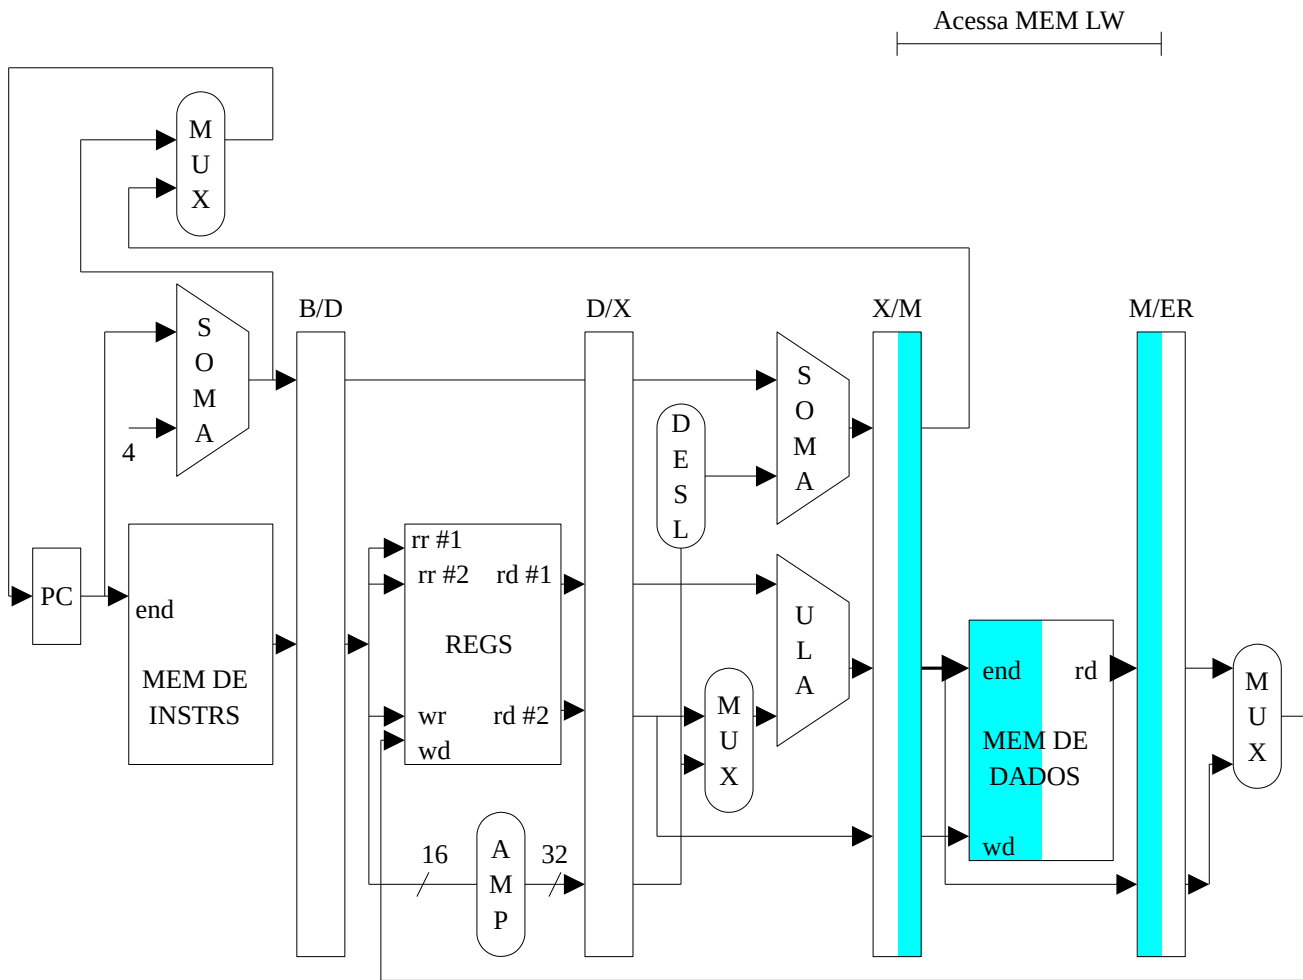 Acessa MEM LW
M
U
X
B/D
D/X
X/M
M/ER
S
O
M
A
4
S
O
M
A
D
E
S
L
PC
end
MEM DE
INSTRS
rr #1
rr #2
rd #1
REGS
wr
rd #2
wd
U
L
A
M
U
X
end
rd
MEM DE
DADOS
wd
M
U
X
16
A
M
P
32